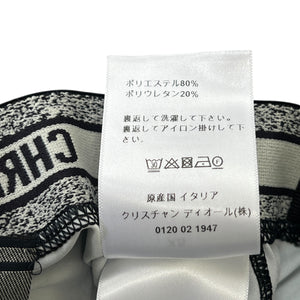 ポリエステル80%
ポリウレタン20%
裏返して洗濯して下さい。
裏返してアイロン掛けして下さい。
原産国 イタリア
クリスチャン ディオール(株)
0120 02 1947
CHRI